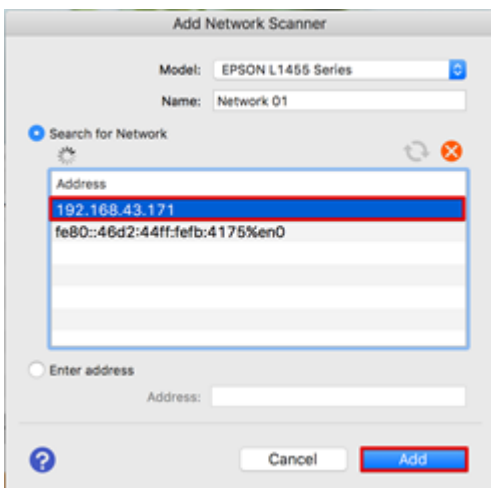 Add Network Scanner
Model: EPSON L1455 Series
Name: Network 01
Search for Network
Address
192.168.43.171
fe80::46d2:44ff:fefb:4175%en0
Enter address
Address:
? Cancel Add